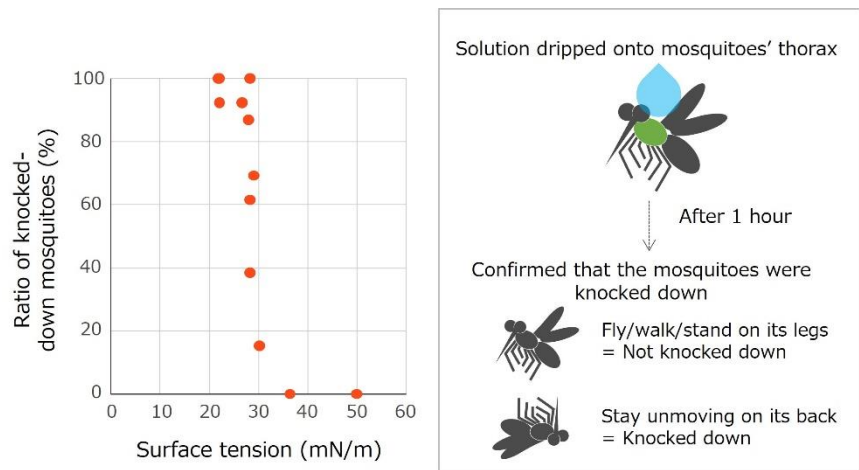 Ratio of knocked-
down mosquitoes (%)
100
80
60
40
20
0
0 10 20 30 40 50 60
Surface tension (mN/m)
Solution dripped onto mosquitoes’ thorax
After 1 hour
Confirmed that the mosquitoes were
knocked down
Fly/walk/stand on its legs
= Not knocked down
Stay unmoving on its back
= Knocked down